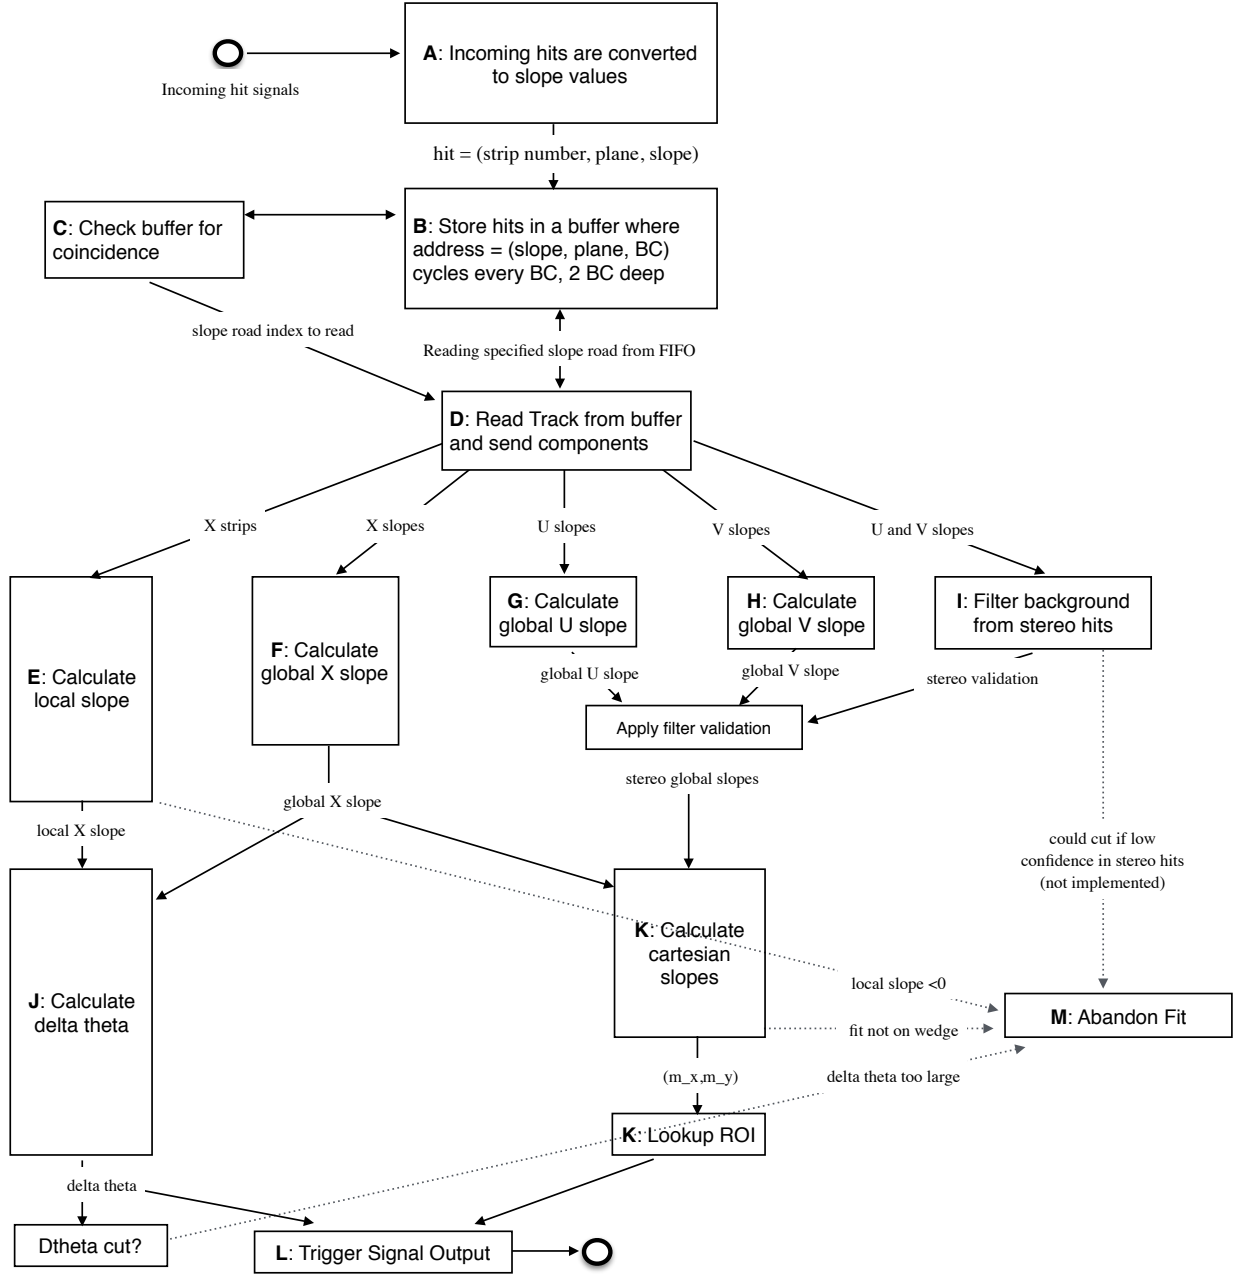 A: Incoming hits are converted
to slope values
Incoming hit signals
hit = (strip number, plane, slope)
C: Check buffer for
coincidence
B: Store hits in a buffer where
address = (slope, plane, BC)
cycles every BC, 2 BC deep
slope road index to read
Reading specified slope road from FIFO
D: Read Track from buffer
and send components
X strips
X slopes
U slopes
V slopes
U and V slopes
E: Calculate
local slope
F: Calculate
global X slope
G: Calculate
global U slope
H: Calculate
global V slope
I: Filter background
from stereo hits
global U slope
global V slope
stereo validation
Apply filter validation
stereo global slopes
global X slope
local X slope
could cut if low
confidence in stereo hits
(not implemented)
J: Calculate
delta theta
K: Calculate
cartesian
slopes
local slope <0
fit not on wedge
M: Abandon Fit
(m_x,m_y)
delta theta too large
K: Lookup ROI
delta theta
Dtheta cut?
L: Trigger Signal Output